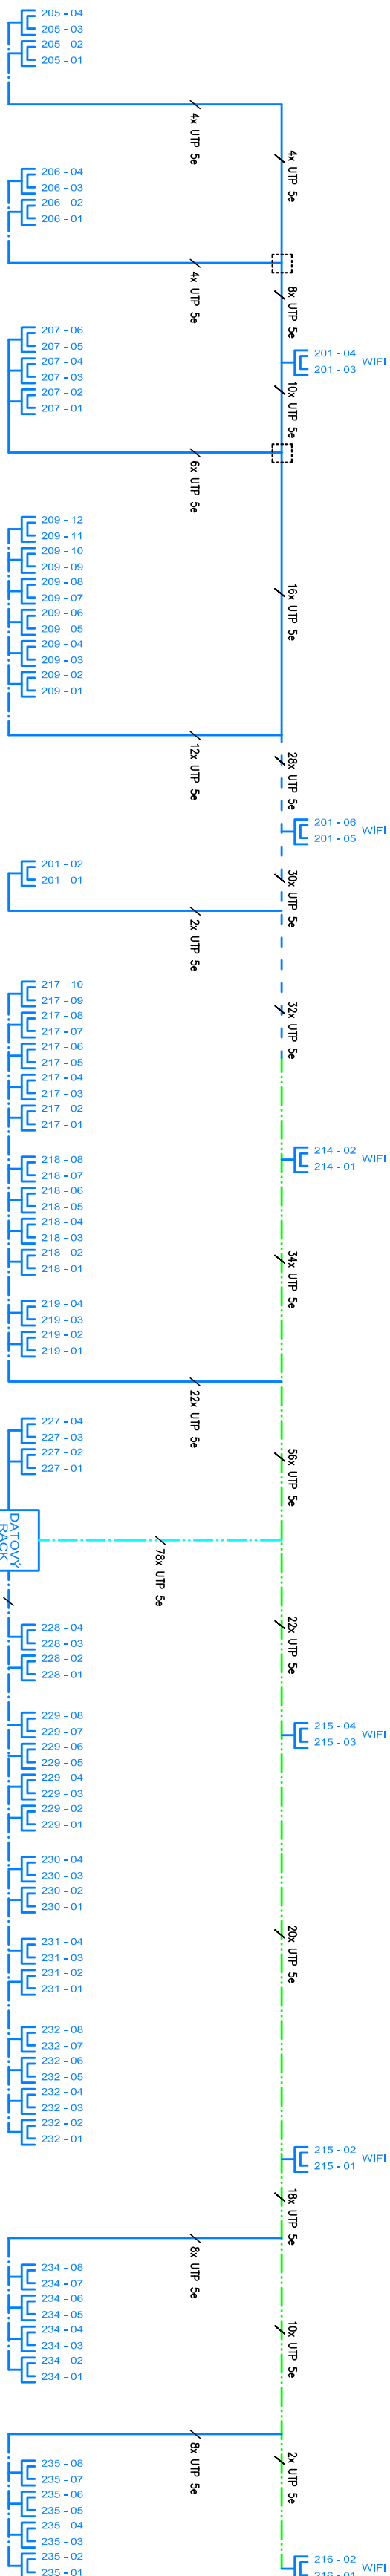 205 - 04
205 - 03
205 - 02
205 - 01
4x UTP 5e
4x UTP 5e
206 - 04
206 - 03
206 - 02
206 - 01
4x UTP 5e
8x UTP 5e
207 - 06
207 - 05
207 - 04
207 - 03
207 - 02
207 - 01
201 - 04
201 - 03
WIFI
10x UTP 5e
6x UTP 5e
209 - 12
209 - 11
209 - 10
209 - 09
209 - 08
209 - 07
209 - 06
209 - 05
209 - 04
209 - 03
209 - 02
209 - 01
16x UTP 5e
12x UTP 5e
28x UTP 5e
201 - 06
201 - 05
WIFI
201 - 02
201 - 01
30x UTP 5e
2x UTP 5e
217 - 10
217 - 09
217 - 08
217 - 07
217 - 06
217 - 05
217 - 04
217 - 03
217 - 02
217 - 01
32x UTP 5e
214 - 02
214 - 01
WIFI
218 - 08
218 - 07
218 - 06
218 - 05
218 - 04
218 - 03
218 - 02
218 - 01
34x UTP 5e
219 - 04
219 - 03
219 - 02
219 - 01
22x UTP 5e
227 - 04
227 - 03
227 - 02
227 - 01
56x UTP 5e
DATOVÝ
RACK
78x UTP 5e
22x UTP 5e
228 - 04
228 - 03
228 - 02
228 - 01
215 - 04
215 - 03
WIFI
229 - 08
229 - 07
229 - 06
229 - 05
229 - 04
229 - 03
229 - 02
229 - 01
230 - 04
230 - 03
230 - 02
230 - 01
20x UTP 5e
231 - 04
231 - 03
231 - 02
231 - 01
232 - 08
232 - 07
232 - 06
232 - 05
232 - 04
232 - 03
232 - 02
232 - 01
215 - 02
215 - 01
WIFI
18x UTP 5e
8x UTP 5e
234 - 08
234 - 07
234 - 06
234 - 05
234 - 04
234 - 03
234 - 02
234 - 01
10x UTP 5e
8x UTP 5e
2x UTP 5e
235 - 08
235 - 07
235 - 06
235 - 05
235 - 04
235 - 03
235 - 02
235 - 01
216 - 02
216 - 01
WIFI